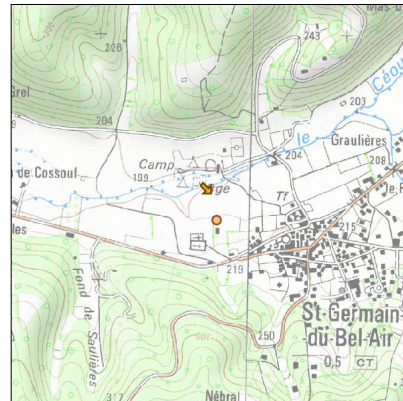 243
226
Céou
203
204
le
Graulières
Camp
204
208
199
de Cossoul
Tf
215
219
St-Germain
-du-Bel-Air
250
0,5 CT
Fond de Saulières
317
Nébral